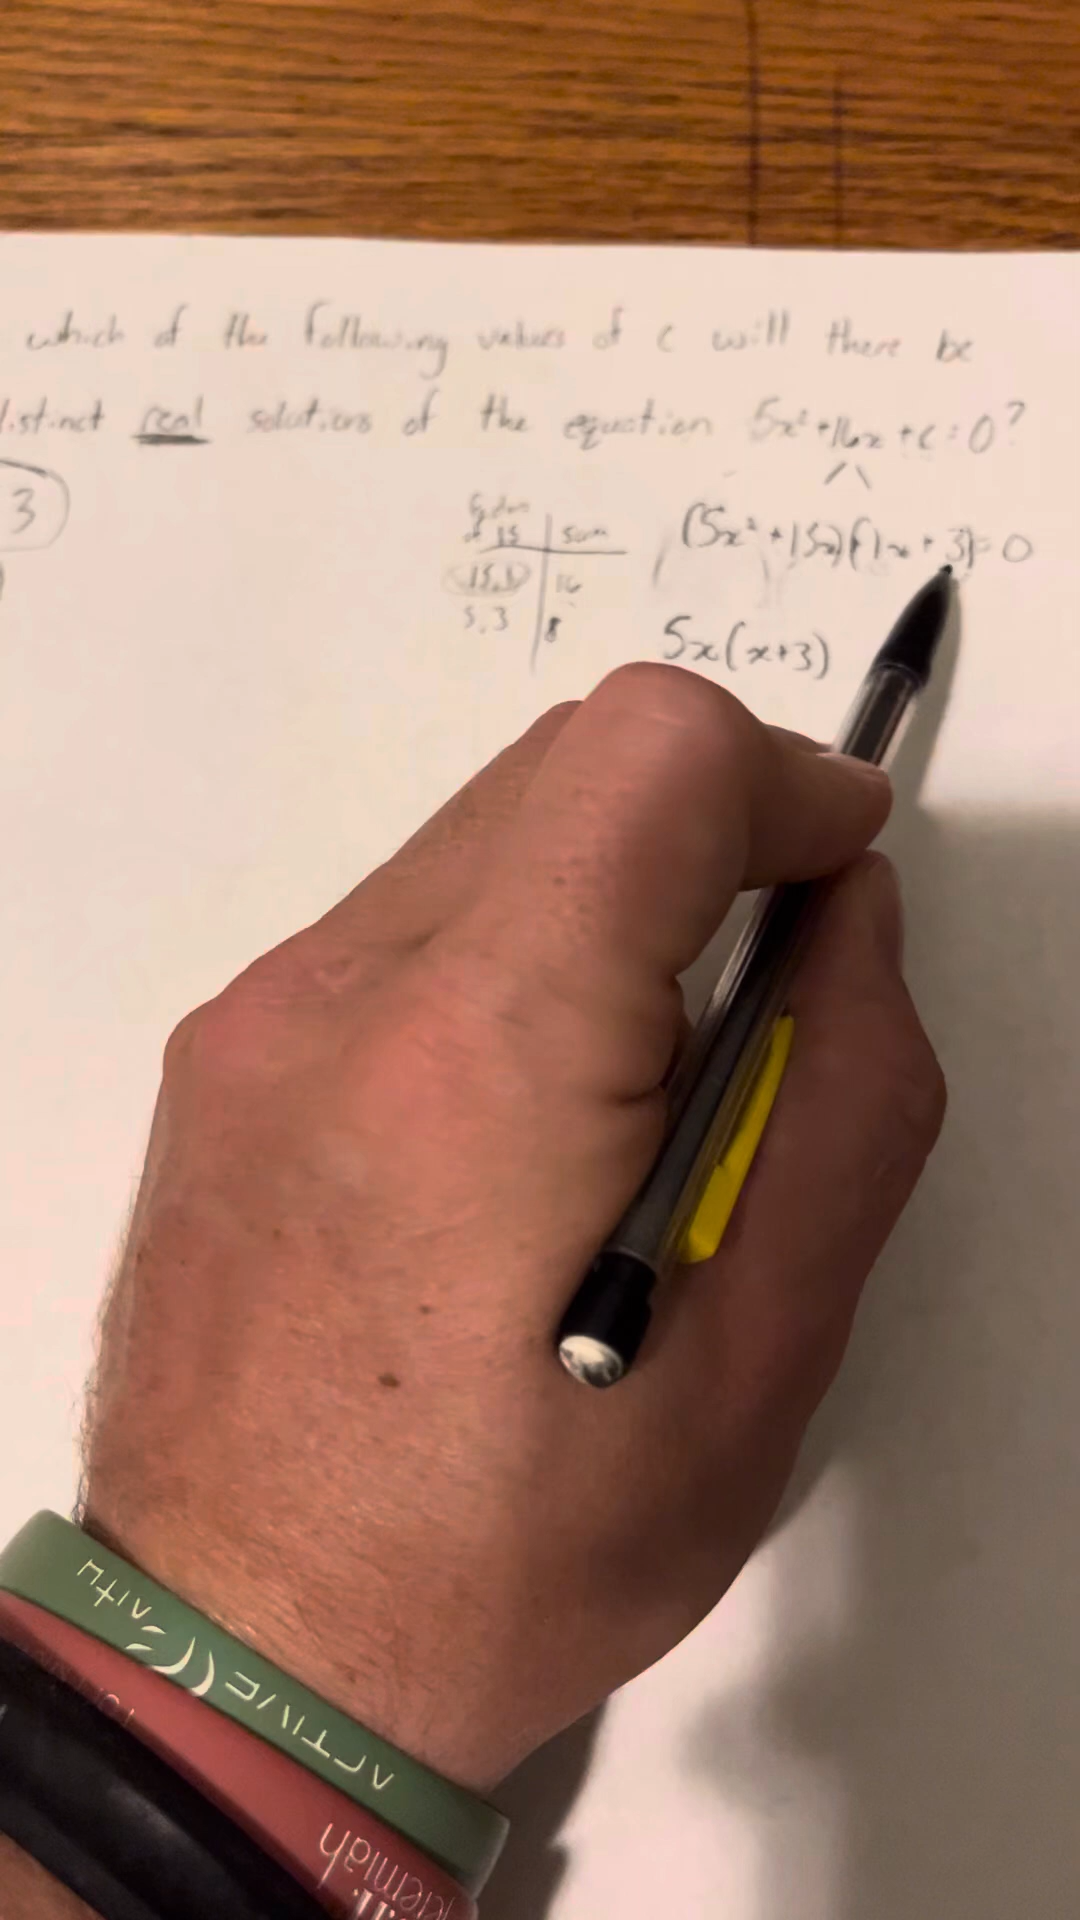 which of the following values of c will there be
distinct real solutions of the equation 5x² + 16x + c = 0?
3
of 15 | sum
15, 1 | 16
5, 3 | 8
(5x² + 15x)(1x + 3) = 0
5x(x+3)
ACTIVE
Jeremiah